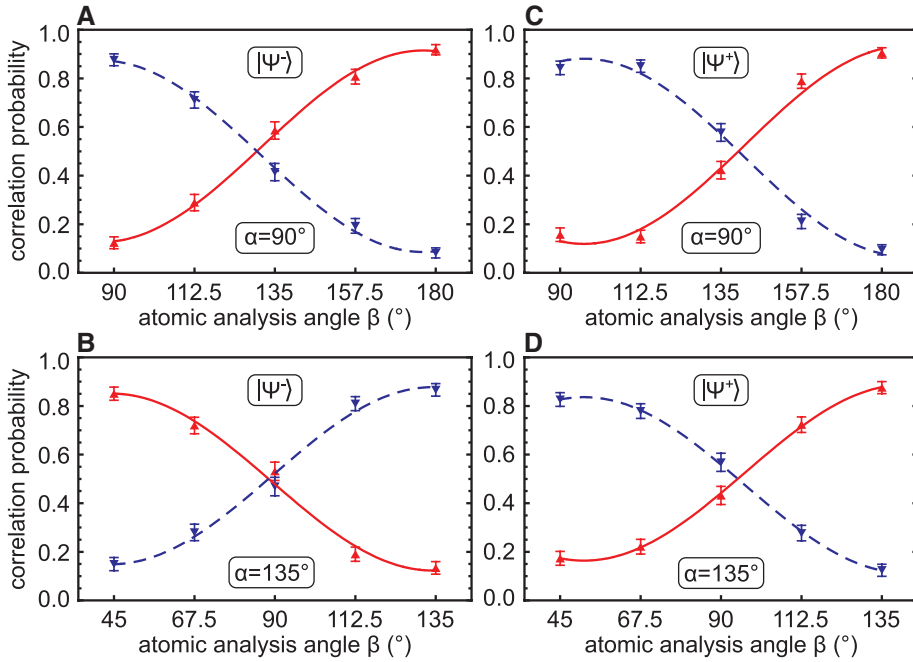 A
1.0
0.8
0.6
0.4
0.2
0.0
correlation probability
|Ψ⁻⟩
α=90°
90 112.5 135 157.5 180
atomic analysis angle β (°)
C
1.0
0.8
0.6
0.4
0.2
0.0
|Ψ⁺⟩
α=90°
90 112.5 135 157.5 180
atomic analysis angle β (°)
B
1.0
0.8
0.6
0.4
0.2
0.0
correlation probability
|Ψ⁻⟩
α=135°
45 67.5 90 112.5 135
atomic analysis angle β (°)
D
1.0
0.8
0.6
0.4
0.2
0.0
|Ψ⁺⟩
α=135°
45 67.5 90 112.5 135
atomic analysis angle β (°)